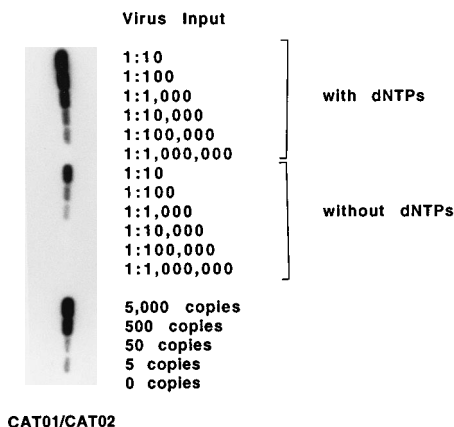 Virus Input
1:10
1:100
1:1,000
1:10,000
1:100,000
1:1,000,000
with dNTPs
1:10
1:100
1:1,000
1:10,000
1:100,000
1:1,000,000
without dNTPs
5,000 copies
500 copies
50 copies
5 copies
0 copies
CAT01/CAT02